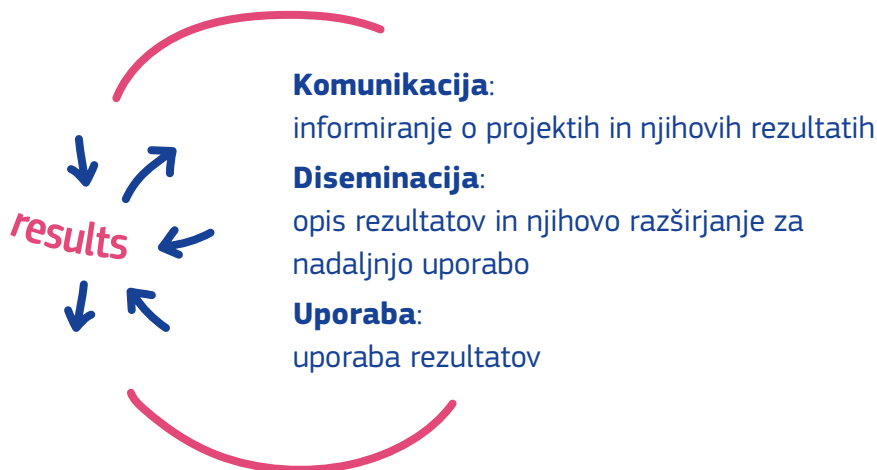 results
Komunikacija:
informiranje o projektih in njihovih rezultatih
Diseminacija:
opis rezultatov in njihovo razširjanje za
nadaljnjo uporabo
Uporaba:
uporaba rezultatov